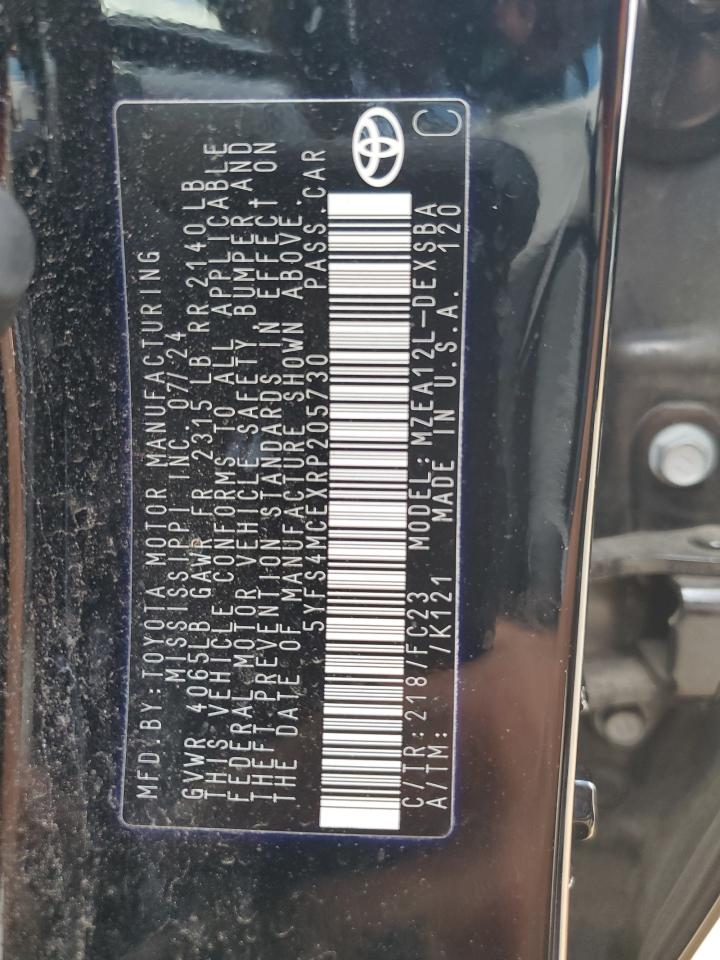 MFD.BY:TOYOTA MOTOR MANUFACTURING
MISSISSIPPI INC 07/24
GVWR 4065LB GAWR FR 2315 LB RR 2140 LB
THIS VEHICLE CONFORMS TO ALL APPLICABLE
FEDERAL MOTOR VEHICLE SAFETY, BUMPER AND
THEFT PREVENTION STANDARDS IN EFFECT ON
THE DATE OF MANUFACTURE SHOWN ABOVE.
5YFS4MCEXRP205730 PASS.CAR
C/TR:218/FC23 MODEL:MZEA12L-DEXSBA
A/TM: /K121 MADE IN U.S.A. 120
C